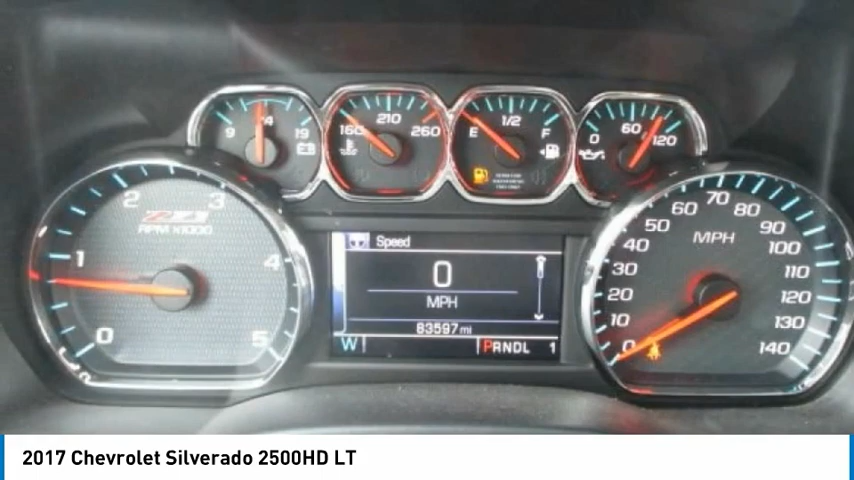 9 14 19
160 210 260
E 1/2 F
0 60 120
Z71
RPM x1000
0 1 2 3 4 5
Speed
0
MPH
83597 mi
W PRNDL 1
MPH
0 10 20 30 40 50 60 70 80 90 100 110 120 130 140
2017 Chevrolet Silverado 2500HD LT